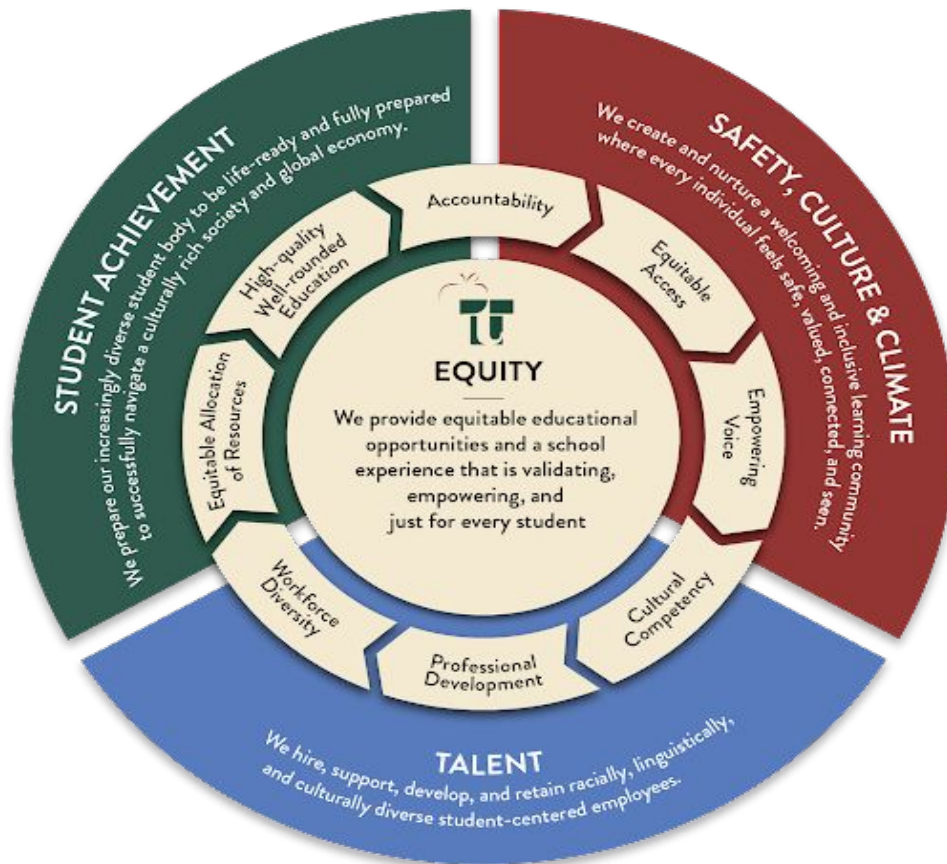 STUDENT ACHIEVEMENT
We prepare our increasingly diverse student body to be life-ready and fully prepared
to successfully navigate a culturally rich society and global economy.
SAFETY, CULTURE & CLIMATE
We create and nurture a welcoming and inclusive learning community
where every individual feels safe, valued, connected, and seen.
Accountability
Equitable
Access
Empowering
Voice
Cultural
Competency
Professional
Development
Workforce
Diversity
Equitable Allocation
of Resources
High-quality
Well-rounded
Education
EQUITY
We provide equitable educational
opportunities and a school
experience that is validating,
empowering, and
just for every student
TALENT
We hire, support, develop, and retain racially, linguistically,
and culturally diverse student-centered employees.